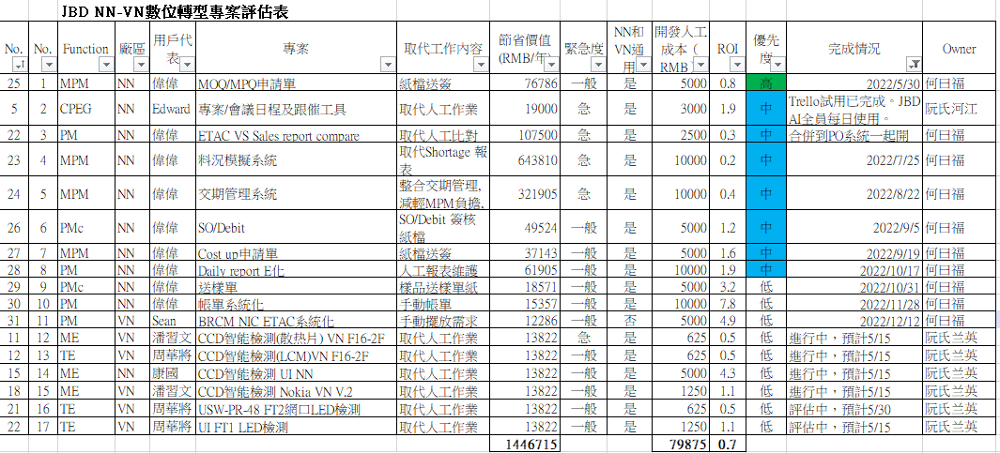 JBD NN-VN數位轉型專案評估表
No. No. Function 廠區 用戶代表 專案 取代工作內容 節省價值(RMB/年) 緊急度 NN和VN通用 開發人工成本（RMB） ROI 優先度 完成情況 Owner
25 1 MPM NN 偉偉 MOQ/MPQ申請單 紙檔送簽 76786 一般 是 5000 0.8 高 2022/5/30 何曰福
5 2 CPEG NN Edward 專案/會議日程及跟催工具 取代人工作業 19000 急 是 3000 1.9 中 Trello試用已完成。JBD AI全員每日使用。 阮氏河江
22 3 PM NN 偉偉 ETAC VS Sales report compare 取代人工比對 107500 急 是 2500 0.3 中 合併到PO系統一起開 何曰福
23 4 MPM NN 偉偉 料況模擬系統 取代Shortage 報表 643810 急 是 10000 0.2 中 2022/7/25 何曰福
24 5 MPM NN 偉偉 交期管理系統 整合交期管理,減輕MPM負擔, 321905 急 是 10000 0.4 中 2022/8/22 何曰福
26 6 PMc NN 偉偉 SO/Debit SO/Debit 簽核紙檔 49524 一般 是 5000 1.2 中 2022/9/5 何曰福
27 7 MPM NN 偉偉 Cost up申請單 紙檔送簽 37143 一般 是 5000 1.6 中 2022/9/19 何曰福
28 8 PM NN 偉偉 Daily report E化 人工報表維護 61905 一般 是 10000 1.9 中 2022/10/17 何曰福
29 9 PMc NN 偉偉 送樣單 樣品送樣單紙 18571 一般 是 5000 3.2 低 2022/10/31 何曰福
30 10 PM NN 偉偉 帳單系統化 手動帳單 15357 一般 是 10000 7.8 低 2022/11/28 何曰福
31 11 PM VN Sean BRCM NIC ETAC系統化 手動擺放需求 12286 一般 否 5000 4.9 低 2022/12/12 何曰福
11 12 ME VN 潘習文 CCD智能檢測(散热片) VN F16-2F 取代人工作業 13822 急 是 625 0.5 低 進行中，預計5/15 阮氏兰英
12 13 TE VN 周華將 CCD智能檢測(LCM)VN F16-2F 取代人工作業 13822 一般 是 625 0.5 低 進行中，預計5/15 阮氏兰英
15 14 ME NN 康國 CCD智能檢測 UI NN 取代人工作業 13822 一般 是 5000 4.3 低 進行中，預計5/15 阮氏兰英
18 15 ME VN 潘習文 CCD智能檢測 Nokia VN V.2 取代人工作業 13822 一般 是 1250 1.1 低 進行中，預計5/15 阮氏兰英
21 16 TE VN 周華將 USW-PR-48 FT2網口LED檢測 取代人工作業 13822 一般 是 625 0.5 低 評估中，預計5/30 阮氏兰英
22 17 TE VN 周華將 UI FT1 LED檢測 取代人工作業 13822 一般 是 1250 1.1 低 評估中，預計5/15 阮氏兰英
1446715 79875 0.7